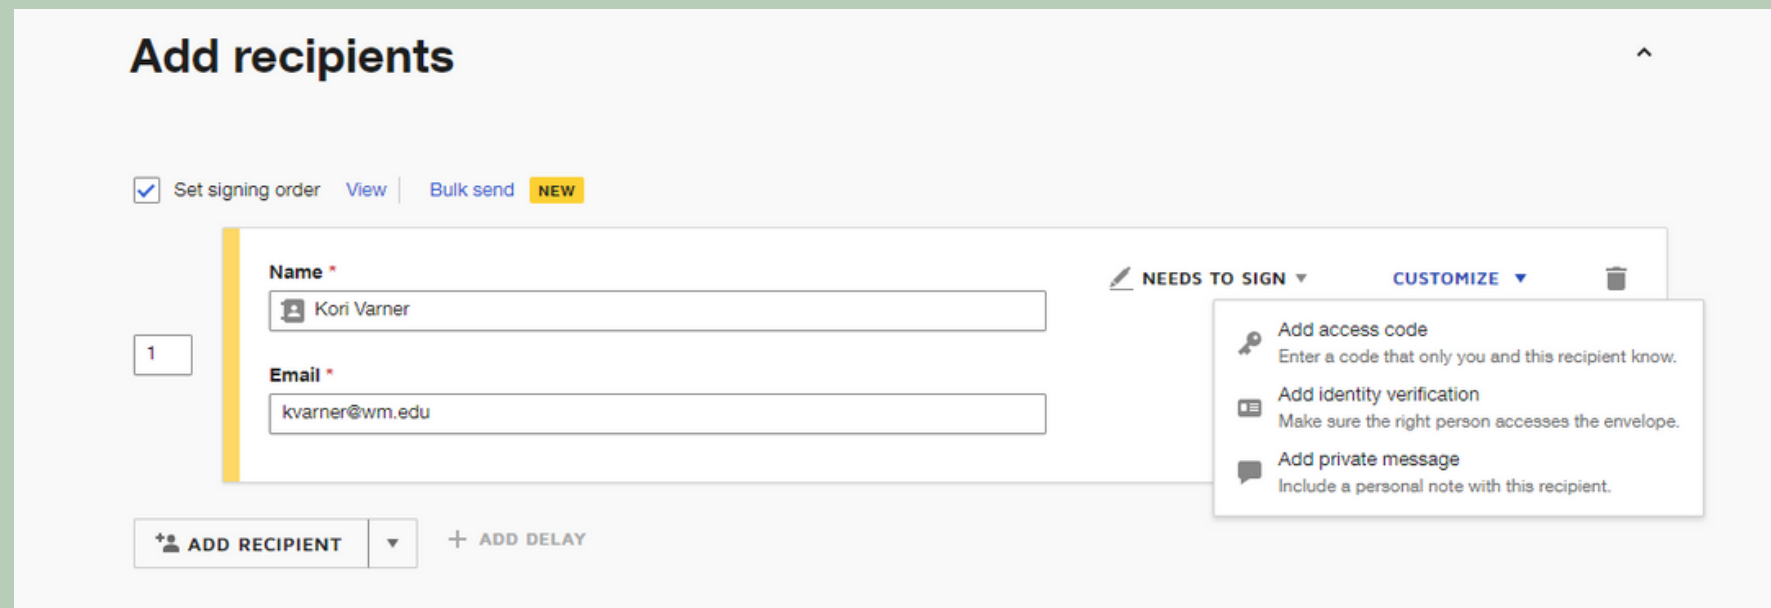 Add recipients
Set signing order View Bulk send NEW
Name *
NEEDS TO SIGN CUSTOMIZE
Kori Varner
1
Email *
kvarner@wm.edu
Add access code
Enter a code that only you and this recipient know.
Add identity verification
Make sure the right person accesses the envelope.
Add private message
Include a personal note with this recipient.
ADD RECIPIENT
+ ADD DELAY